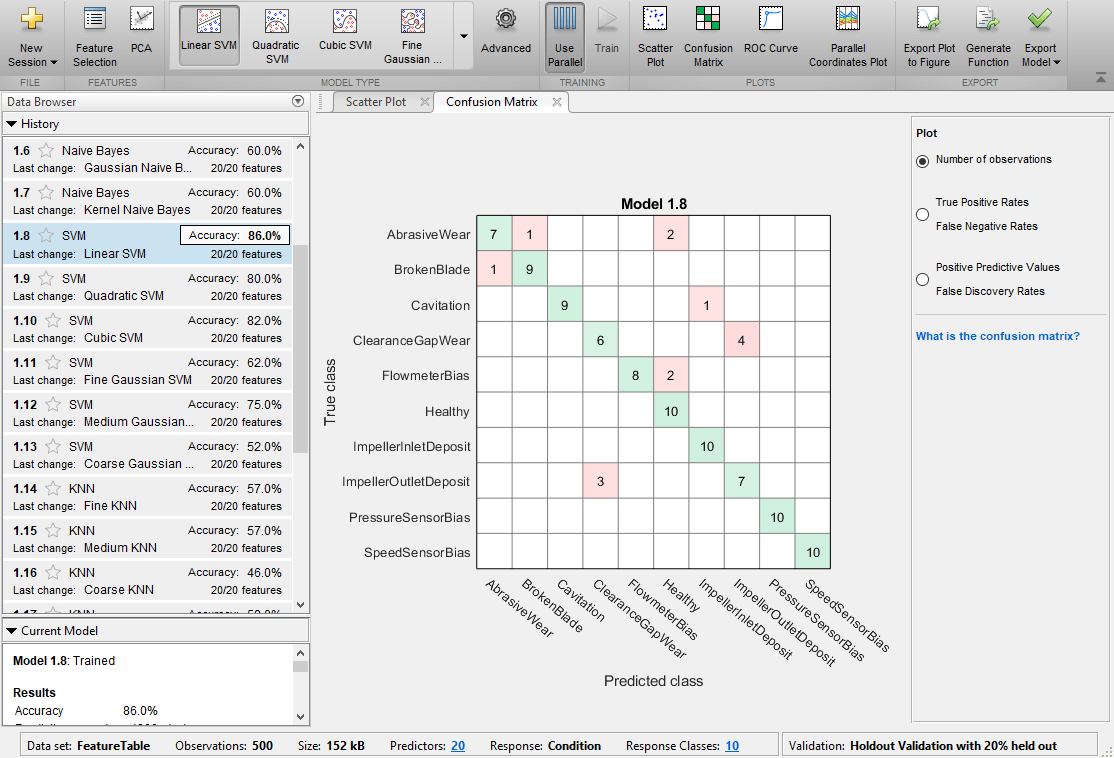 New Session
Feature Selection
PCA
Linear SVM
Quadratic SVM
Cubic SVM
Fine Gaussian ...
Advanced
Use Parallel
Train
Scatter Plot
Confusion Matrix
ROC Curve
Parallel Coordinates Plot
Export Plot to Figure
Generate Function
Export Model
FILE
FEATURES
MODEL TYPE
TRAINING
PLOTS
EXPORT
Data Browser
History
1.6 Naive Bayes Accuracy: 60.0%
Last change: Gaussian Naive B... 20/20 features
1.7 Naive Bayes Accuracy: 60.0%
Last change: Kernel Naive Bayes 20/20 features
1.8 SVM Accuracy: 86.0%
Last change: Linear SVM 20/20 features
1.9 SVM Accuracy: 80.0%
Last change: Quadratic SVM 20/20 features
1.10 SVM Accuracy: 82.0%
Last change: Cubic SVM 20/20 features
1.11 SVM Accuracy: 62.0%
Last change: Fine Gaussian SVM 20/20 features
1.12 SVM Accuracy: 75.0%
Last change: Medium Gaussian... 20/20 features
1.13 SVM Accuracy: 52.0%
Last change: Coarse Gaussian ... 20/20 features
1.14 KNN Accuracy: 57.0%
Last change: Fine KNN 20/20 features
1.15 KNN Accuracy: 57.0%
Last change: Medium KNN 20/20 features
1.16 KNN Accuracy: 46.0%
Last change: Coarse KNN 20/20 features
Current Model
Model 1.8: Trained
Results
Accuracy 86.0%
Scatter Plot
Confusion Matrix
Model 1.8
True class
AbrasiveWear 7 1 2
BrokenBlade 1 9
Cavitation 9 1
ClearanceGapWear 6 4
FlowmeterBias 8 2
Healthy 10
ImpellerInletDeposit 10
ImpellerOutletDeposit 3 7
PressureSensorBias 10
SpeedSensorBias 10
AbrasiveWear
BrokenBlade
Cavitation
ClearanceGapWear
FlowmeterBias
Healthy
ImpellerInletDeposit
ImpellerOutletDeposit
PressureSensorBias
SpeedSensorBias
Predicted class
Plot
Number of observations
True Positive Rates
False Negative Rates
Positive Predictive Values
False Discovery Rates
What is the confusion matrix?
Data set: FeatureTable Observations: 500 Size: 152 kB Predictors: 20 Response: Condition Response Classes: 10
Validation: Holdout Validation with 20% held out